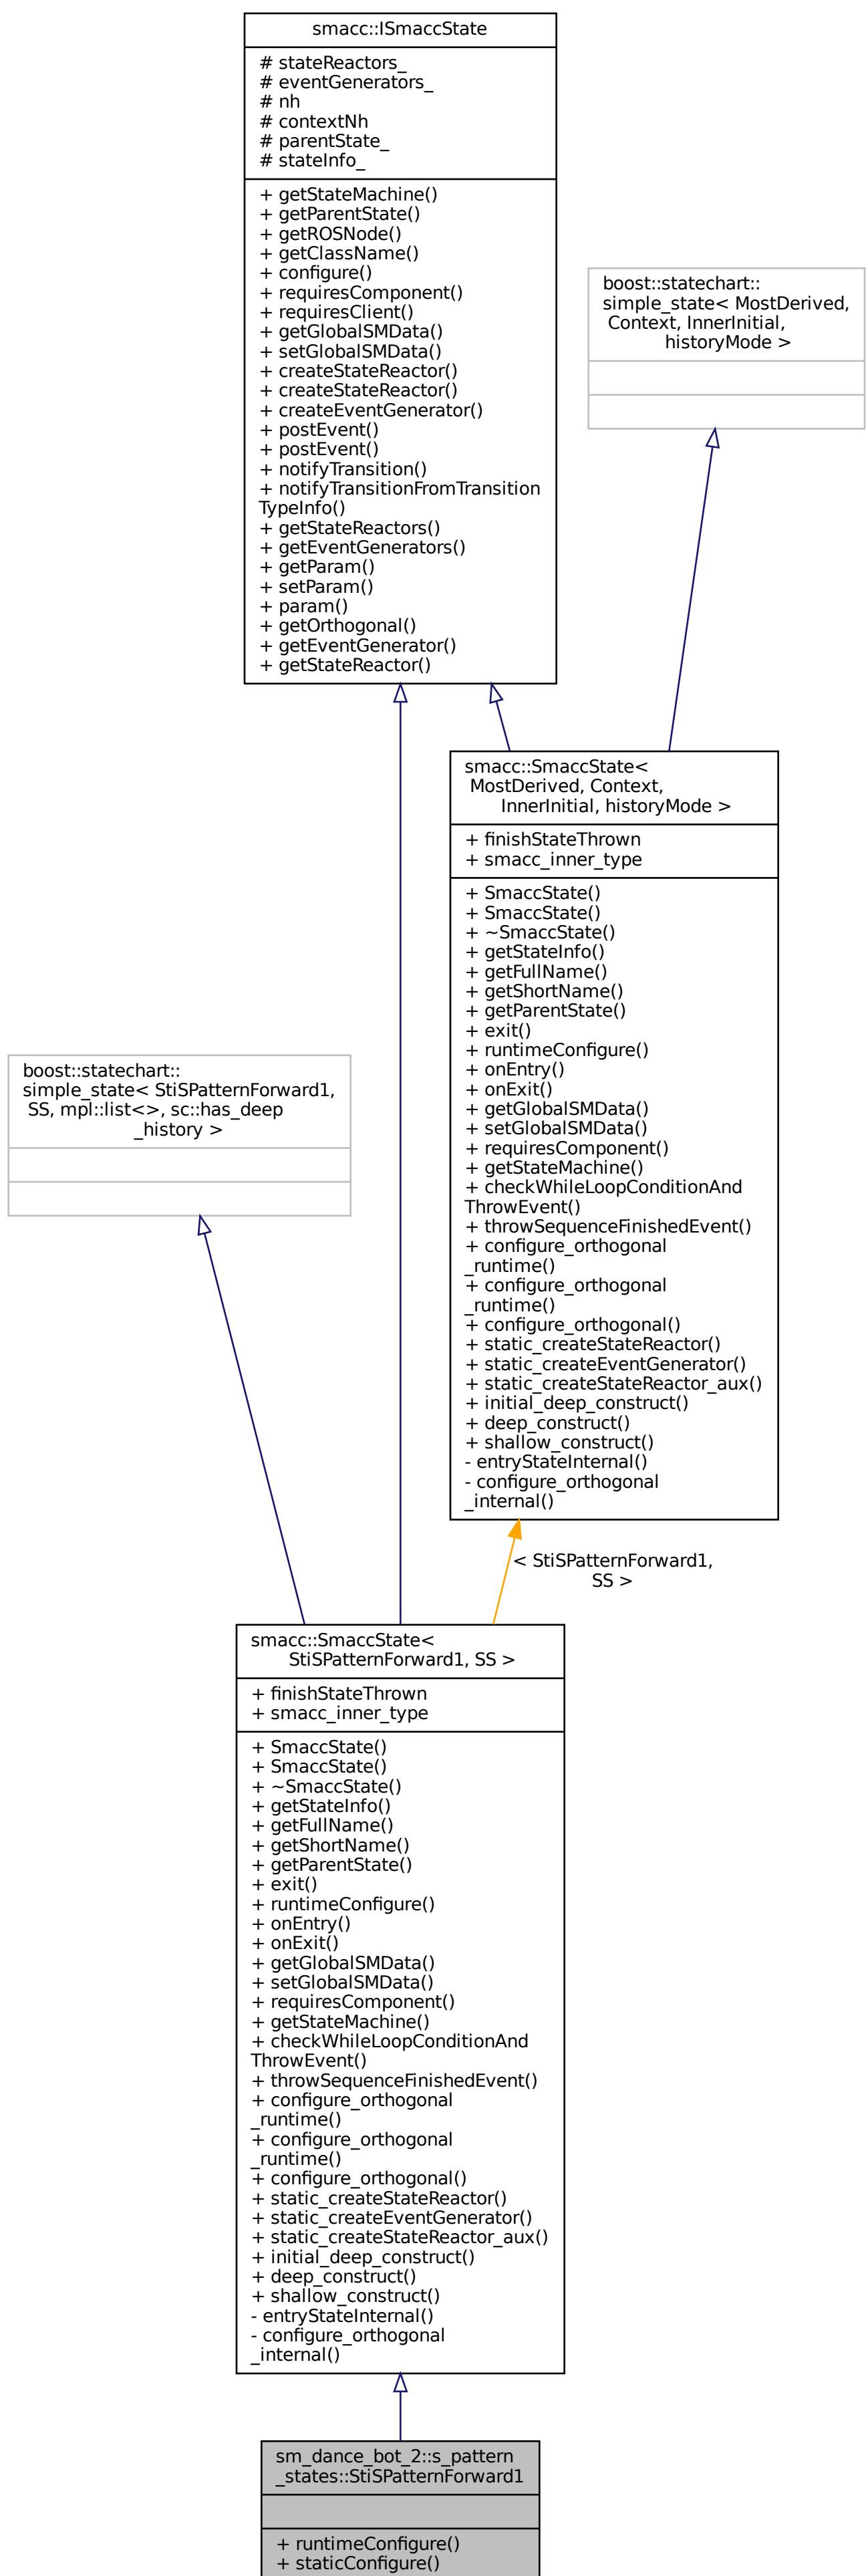 smacc::ISmaccState
# stateReactors_
# eventGenerators_
# nh
# contextNh
# parentState_
# stateInfo_
+ getStateMachine()
+ getParentState()
+ getROSNode()
+ getClassName()
+ configure()
+ requiresComponent()
+ requiresClient()
+ getGlobalSMData()
+ setGlobalSMData()
+ createStateReactor()
+ createStateReactor()
+ createEventGenerator()
+ postEvent()
+ postEvent()
+ notifyTransition()
+ notifyTransitionFromTransition
TypeInfo()
+ getStateReactors()
+ getEventGenerators()
+ getParam()
+ setParam()
+ param()
+ getOrthogonal()
+ getEventGenerator()
+ getStateReactor()
boost::statechart::
simple_state< MostDerived,
Context, InnerInitial,
historyMode >
smacc::SmaccState<
MostDerived, Context,
InnerInitial, historyMode >
+ finishStateThrown
+ smacc_inner_type
+ SmaccState()
+ SmaccState()
+ ~SmaccState()
+ getStateInfo()
+ getFullName()
+ getShortName()
+ getParentState()
+ exit()
+ runtimeConfigure()
+ onEntry()
+ onExit()
+ getGlobalSMData()
+ setGlobalSMData()
+ requiresComponent()
+ getStateMachine()
+ checkWhileLoopConditionAnd
ThrowEvent()
+ throwSequenceFinishedEvent()
+ configure_orthogonal
_runtime()
+ configure_orthogonal
_runtime()
+ configure_orthogonal()
+ static_createStateReactor()
+ static_createEventGenerator()
+ static_createStateReactor_aux()
+ initial_deep_construct()
+ deep_construct()
+ shallow_construct()
- entryStateInternal()
- configure_orthogonal
_internal()
boost::statechart::
simple_state< StiSPatternForward1,
SS, mpl::list<>, sc::has_deep
_history >
< StiSPatternForward1,
SS >
smacc::SmaccState<
StiSPatternForward1, SS >
+ finishStateThrown
+ smacc_inner_type
+ SmaccState()
+ SmaccState()
+ ~SmaccState()
+ getStateInfo()
+ getFullName()
+ getShortName()
+ getParentState()
+ exit()
+ runtimeConfigure()
+ onEntry()
+ onExit()
+ getGlobalSMData()
+ setGlobalSMData()
+ requiresComponent()
+ getStateMachine()
+ checkWhileLoopConditionAnd
ThrowEvent()
+ throwSequenceFinishedEvent()
+ configure_orthogonal
_runtime()
+ configure_orthogonal
_runtime()
+ configure_orthogonal()
+ static_createStateReactor()
+ static_createEventGenerator()
+ static_createStateReactor_aux()
+ initial_deep_construct()
+ deep_construct()
+ shallow_construct()
- entryStateInternal()
- configure_orthogonal
_internal()
sm_dance_bot_2::s_pattern
_states::StiSPatternForward1
+ runtimeConfigure()
+ staticConfigure()